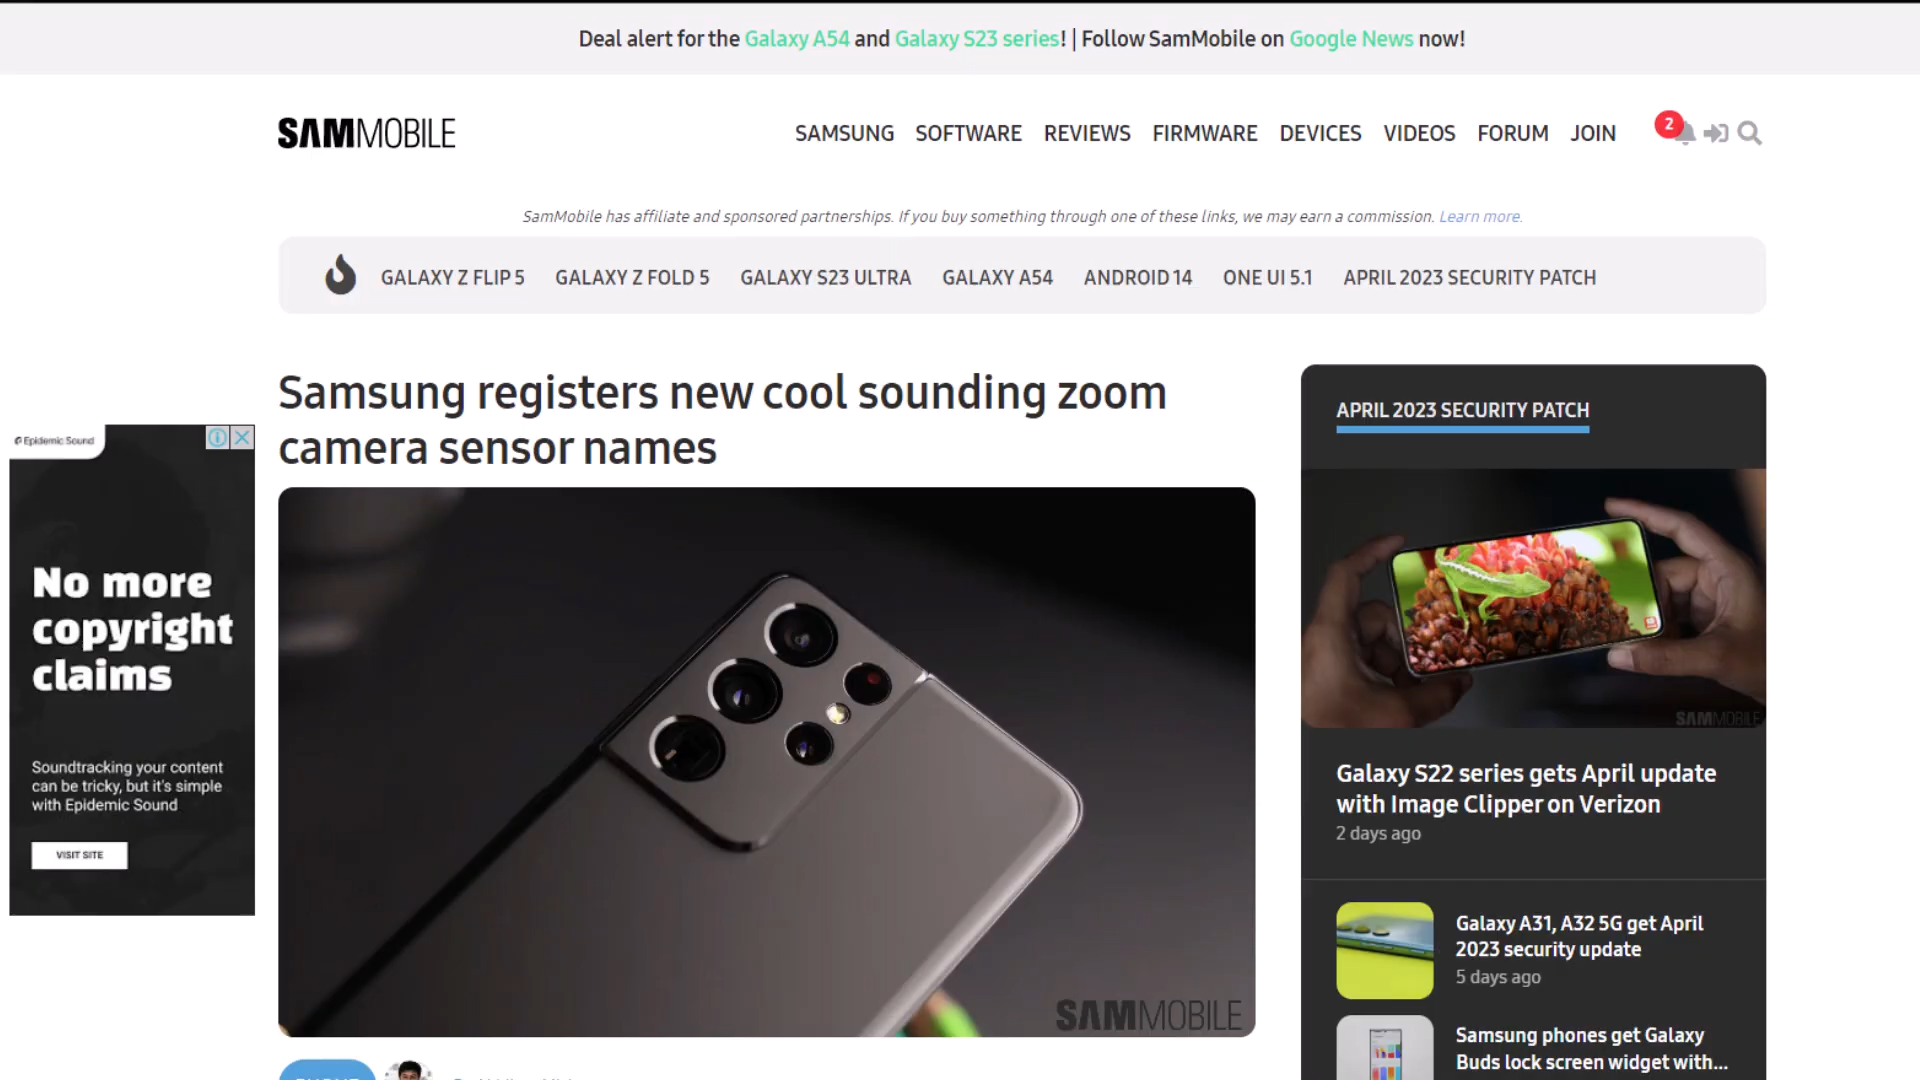 Deal alert for the Galaxy A54 and Galaxy S23 series! | Follow SamMobile on Google News now!
SAMMOBILE
SAMSUNG SOFTWARE REVIEWS FIRMWARE DEVICES VIDEOS FORUM JOIN
2
SamMobile has affiliate and sponsored partnerships. If you buy something through one of these links, we may earn a commission. Learn more.
GALAXY Z FLIP 5 GALAXY Z FOLD 5 GALAXY S23 ULTRA GALAXY A54 ANDROID 14 ONE UI 5.1 APRIL 2023 SECURITY PATCH
Samsung registers new cool sounding zoom
camera sensor names
SAMMOBILE
Epidemic Sound
No more
copyright
claims
Soundtracking your content
can be tricky, but it's simple
with Epidemic Sound
VISIT SITE
APRIL 2023 SECURITY PATCH
SAMMOBILE
Galaxy S22 series gets April update
with Image Clipper on Verizon
2 days ago
Galaxy A31, A32 5G get April
2023 security update
5 days ago
Samsung phones get Galaxy
Buds lock screen widget with...